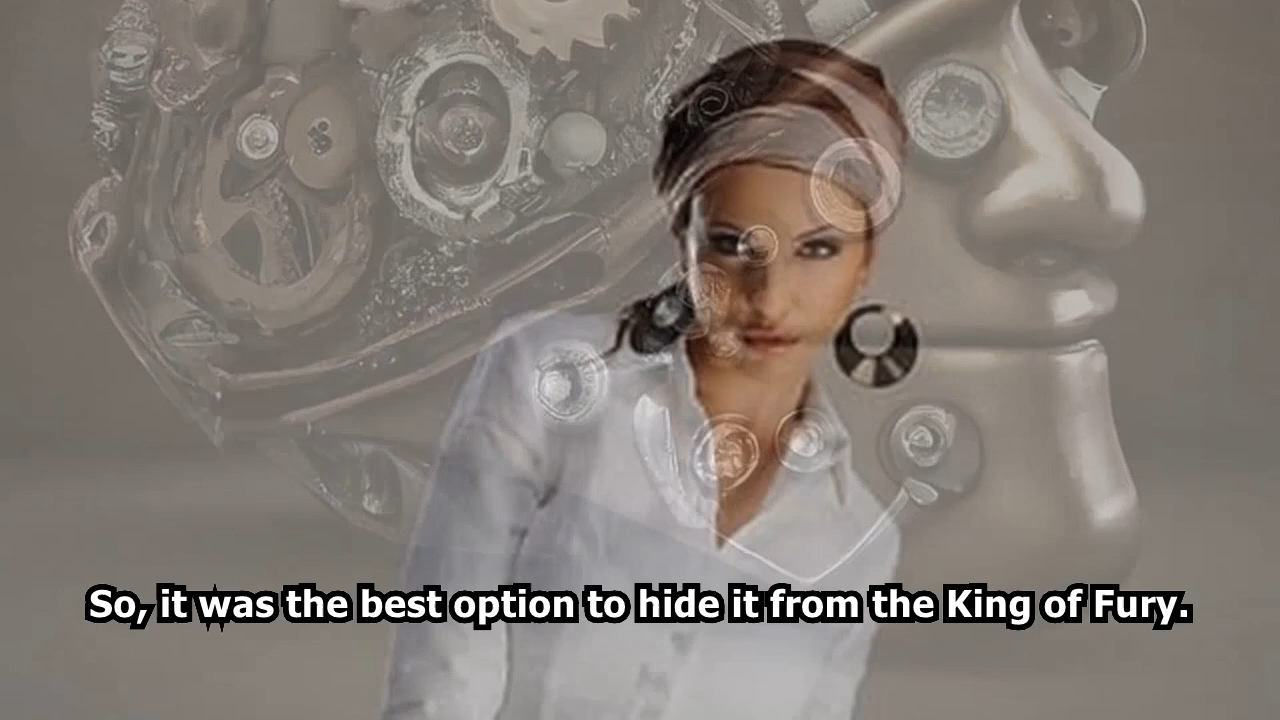 So, it was the best option to hide it from the King of Fury.